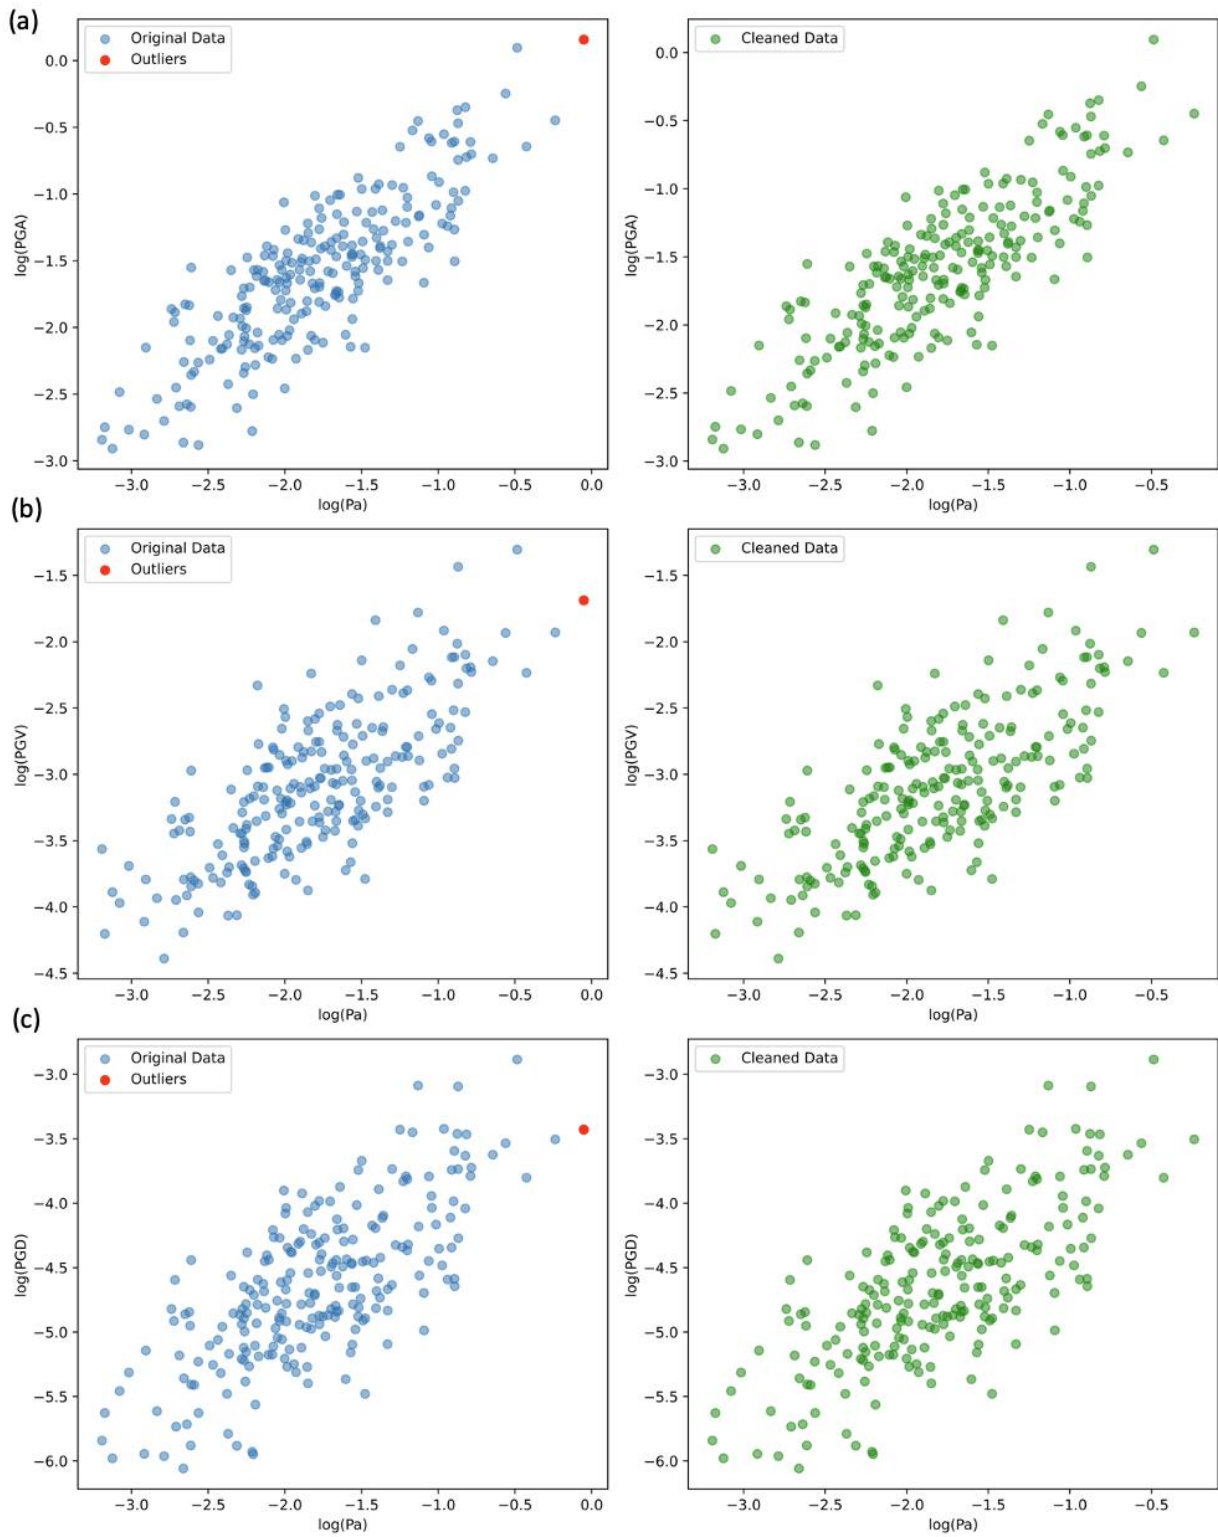 (a)
Original Data
Outliers
Cleaned Data
0.0
−0.5
−1.0
−1.5
−2.0
−2.5
−3.0
log(PGA)
−3.0 −2.5 −2.0 −1.5 −1.0 −0.5 0.0
log(Pa)
0.0
−0.5
−1.0
−1.5
−2.0
−2.5
−3.0
log(PGA)
−3.0 −2.5 −2.0 −1.5 −1.0 −0.5
log(Pa)
(b)
Original Data
Outliers
Cleaned Data
−1.5
−2.0
−2.5
−3.0
−3.5
−4.0
−4.5
log(PGV)
−3.0 −2.5 −2.0 −1.5 −1.0 −0.5 0.0
log(Pa)
−1.5
−2.0
−2.5
−3.0
−3.5
−4.0
−4.5
log(PGV)
−3.0 −2.5 −2.0 −1.5 −1.0 −0.5
log(Pa)
(c)
Original Data
Outliers
Cleaned Data
−3.0
−3.5
−4.0
−4.5
−5.0
−5.5
−6.0
log(PGD)
−3.0 −2.5 −2.0 −1.5 −1.0 −0.5 0.0
log(Pa)
−3.0
−3.5
−4.0
−4.5
−5.0
−5.5
−6.0
log(PGD)
−3.0 −2.5 −2.0 −1.5 −1.0 −0.5
log(Pa)